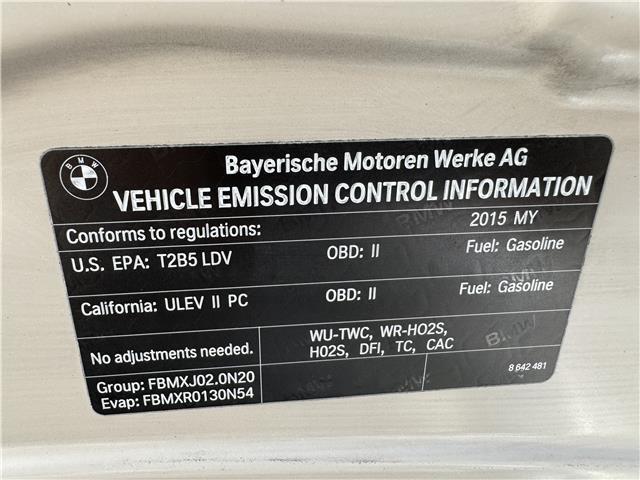 BMW
Bayerische Motoren Werke AG
VEHICLE EMISSION CONTROL INFORMATION
Conforms to regulations: 2015 MY
U.S. EPA: T2B5 LDV OBD: II Fuel: Gasoline
California: ULEV II PC OBD: II Fuel: Gasoline
No adjustments needed.
WU-TWC, WR-HO2S,
HO2S, DFI, TC, CAC
Group: FBMXJ02.0N20
Evap: FBMXR0130N54
8 642 481